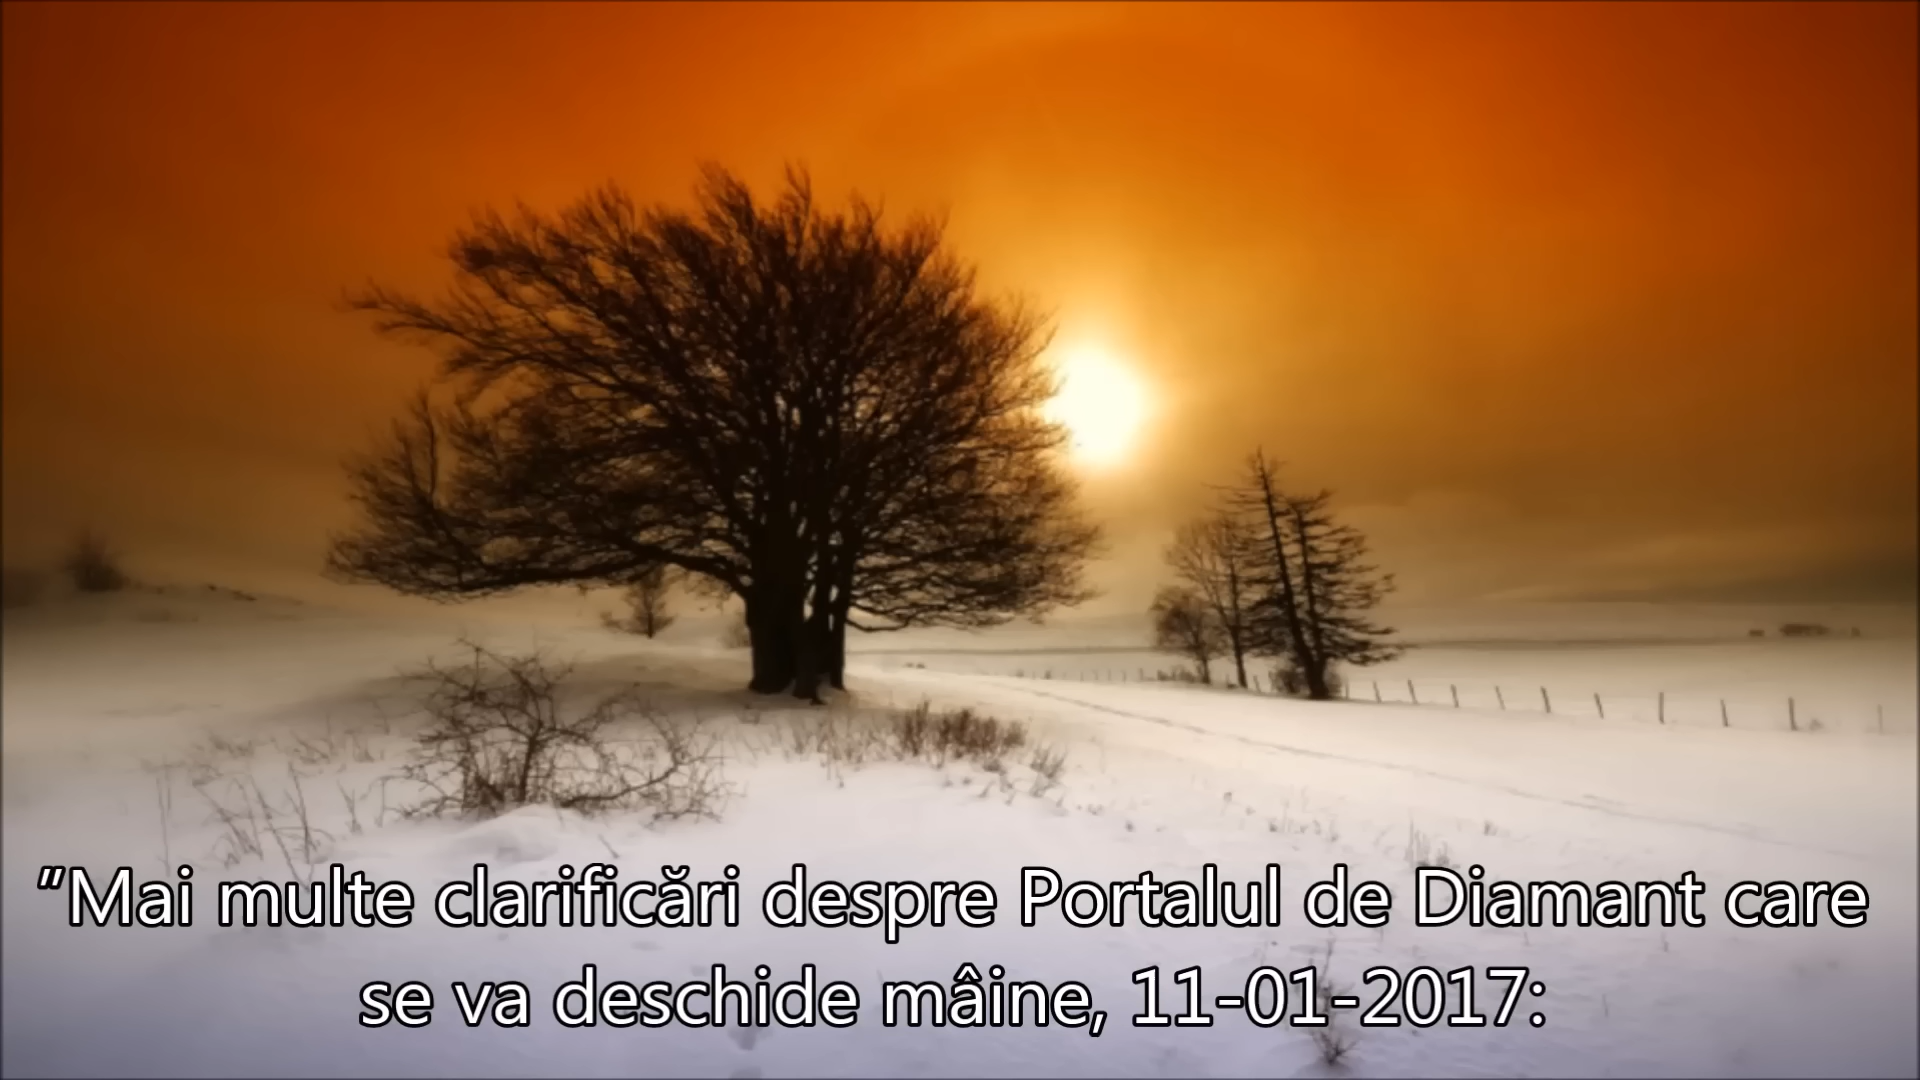 ”Mai multe clarificări despre Portalul de Diamant care
se va deschide mâine, 11-01-2017: